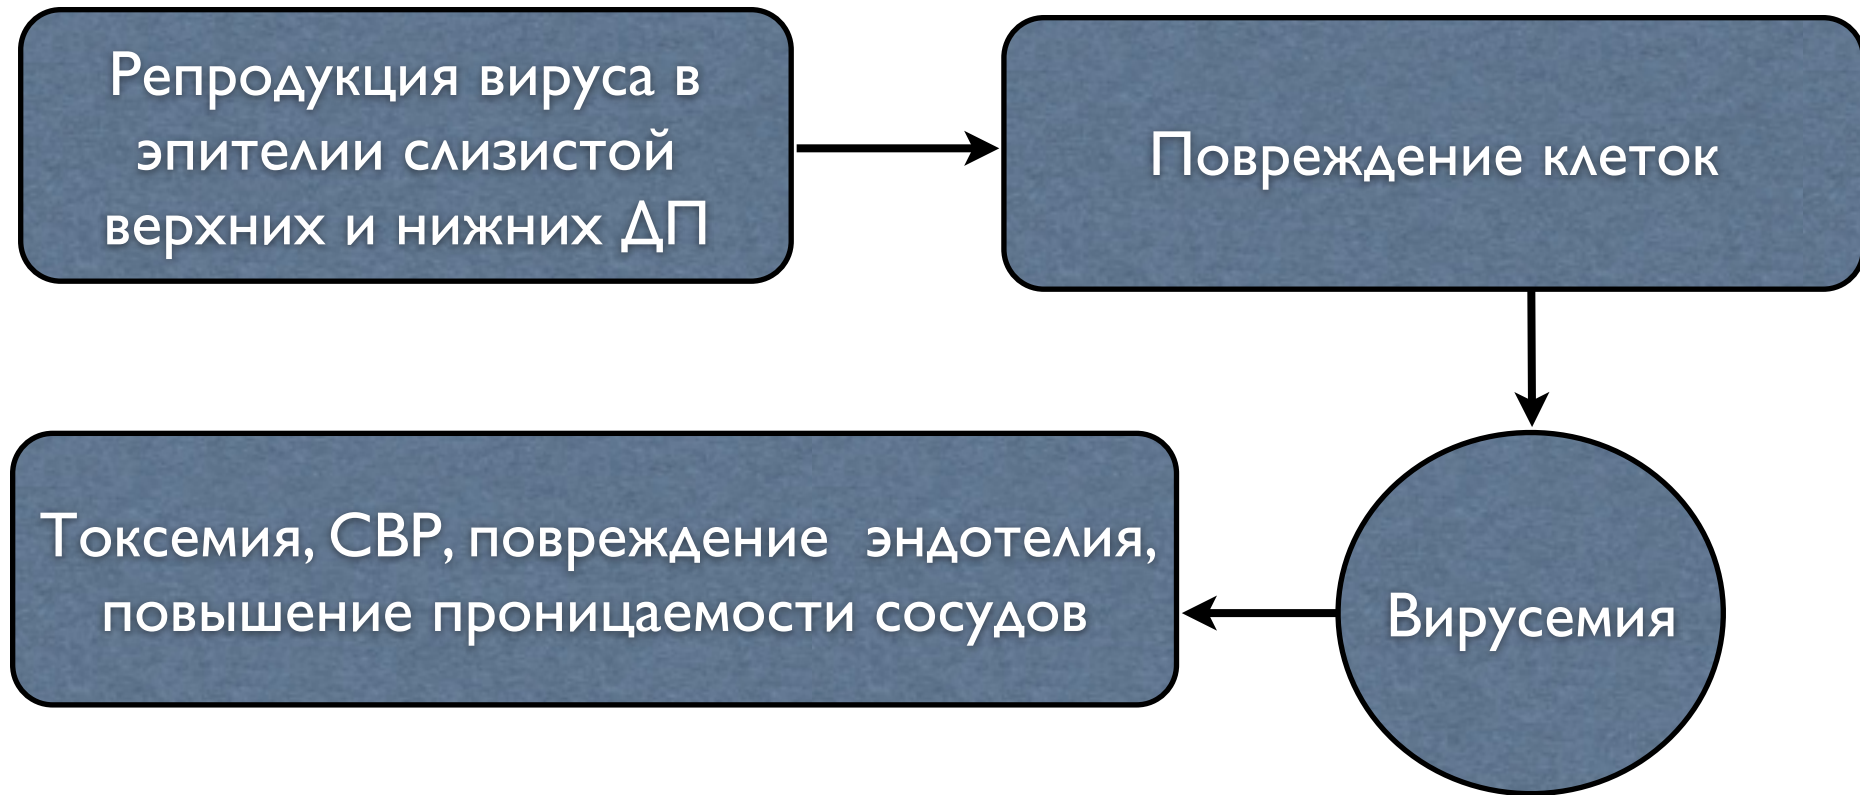 Репродукция вируса в
эпителии слизистой
верхних и нижних ДП
Повреждение клеток
Токсемия, СВР, повреждение эндотелия,
повышение проницаемости сосудов
Вирусемия